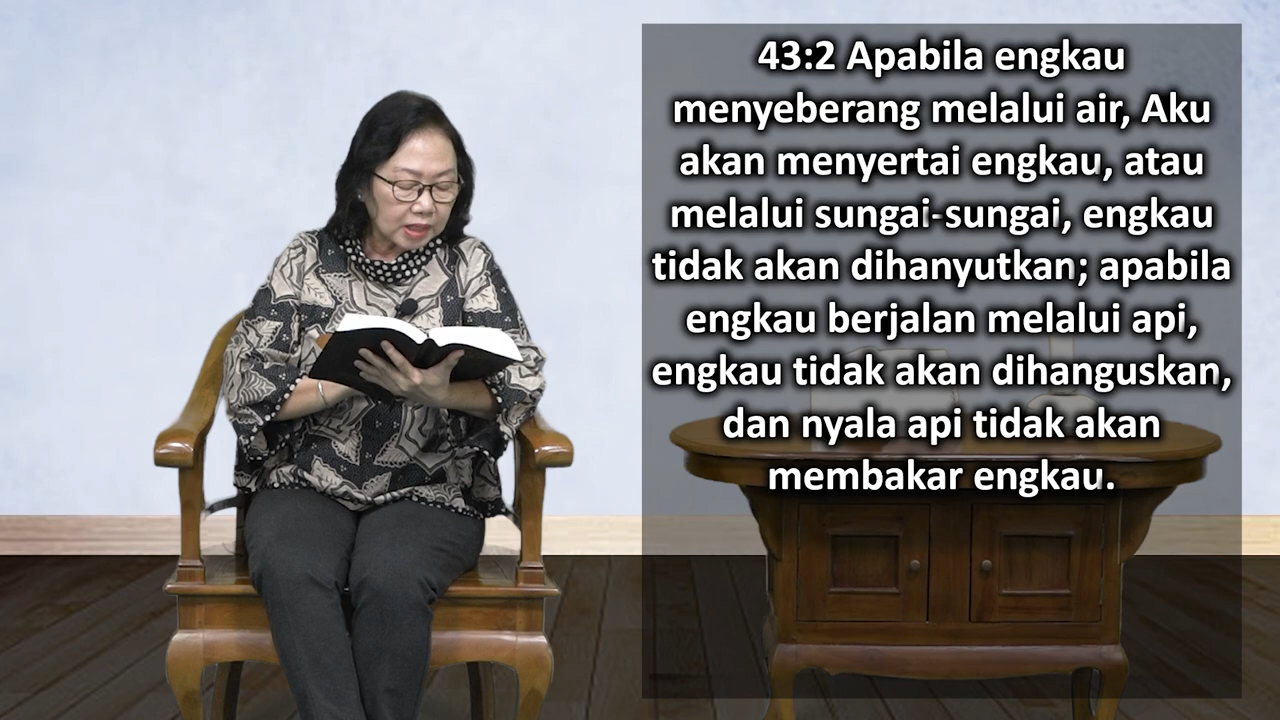 43:2 Apabila engkau
menyeberang melalui air, Aku
akan menyertai engkau, atau
melalui sungai-sungai, engkau
tidak akan dihanyutkan; apabila
engkau berjalan melalui api,
engkau tidak akan dihanguskan,
dan nyala api tidak akan
membakar engkau.